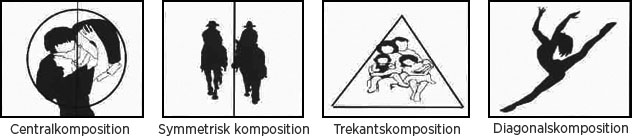 Centralkomposition
Symmetrisk komposition
Trekantskomposition
Diagonalskomposition